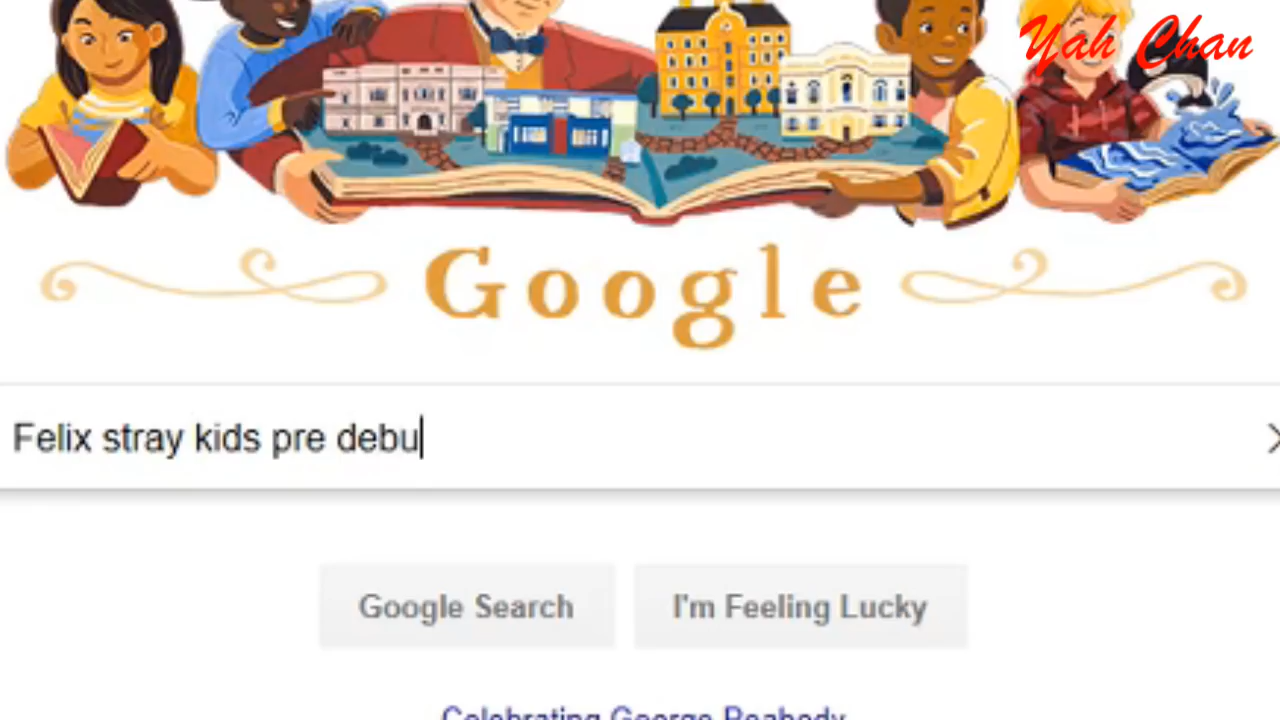 Yah Chan
Google
Felix stray kids pre debu
Google Search
I'm Feeling Lucky
Celebrating George Peabody